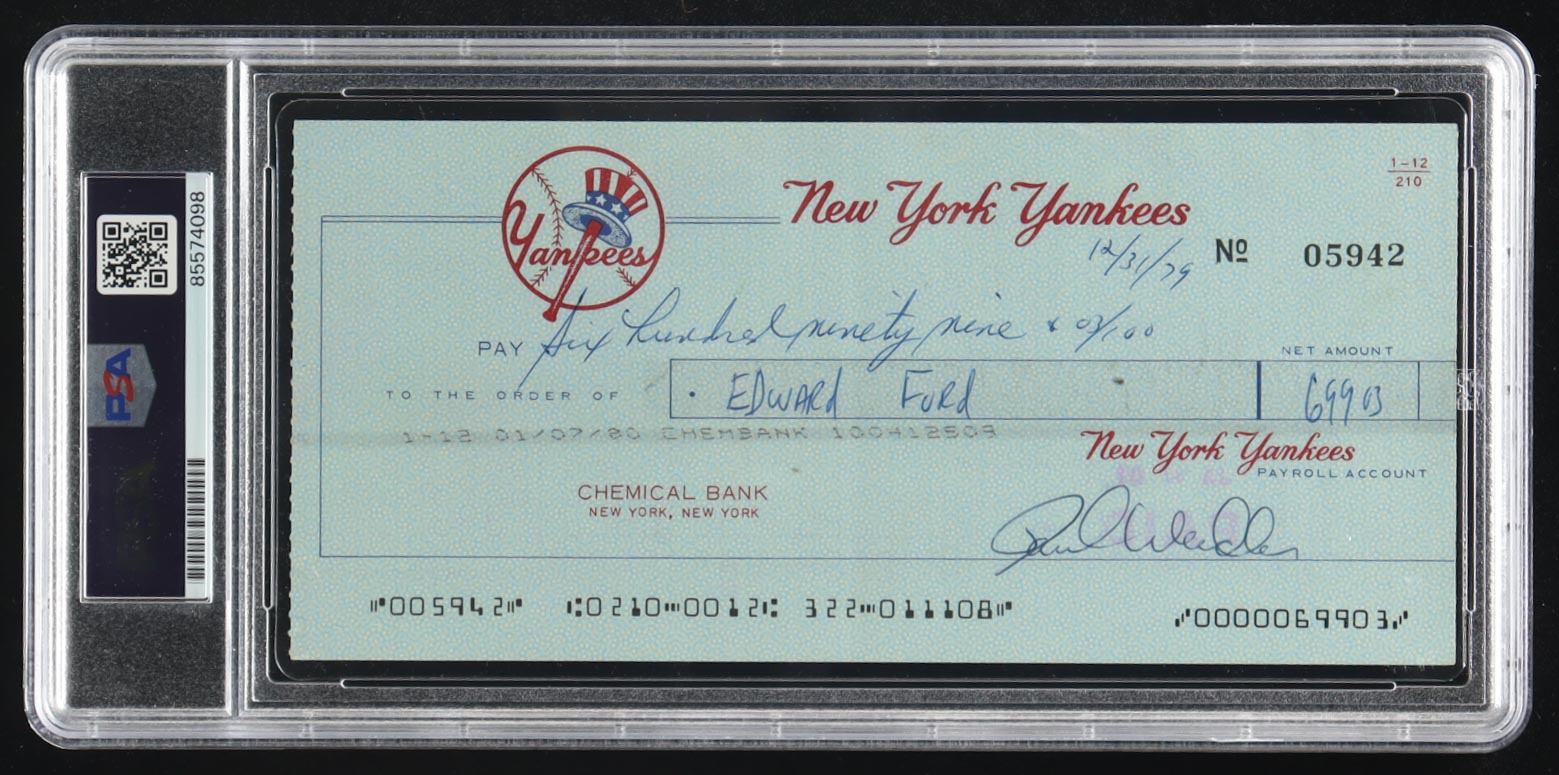 85574098
PSA
1-12
210
Yankees
New York Yankees
12/31/79
Nº 05942
PAY Six hundred ninety nine & 03/100
NET AMOUNT
TO THE ORDER OF · EDWARD FORD 699 03
1-12 01/07/80 CHEMBANK 100412509
New York Yankees
PAYROLL ACCOUNT
CHEMICAL BANK
NEW YORK, NEW YORK
⑈005942⑈ ⑆0210⑉0012⑆ 322⑉011108⑈ ⑇0000069903⑇